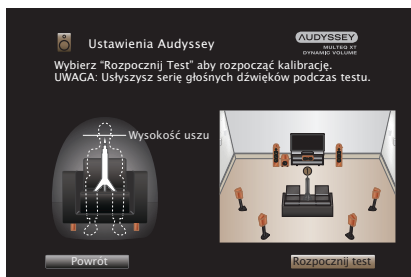 Ustawienia Audyssey
AUDYSSEY
MULTEQ XT
DYNAMIC VOLUME
Wybierz "Rozpocznij Test" aby rozpocząć kalibrację.
UWAGA: Usłyszysz serię głośnych dźwięków podczas testu.
Wysokość uszu
Powrót
Rozpocznij test